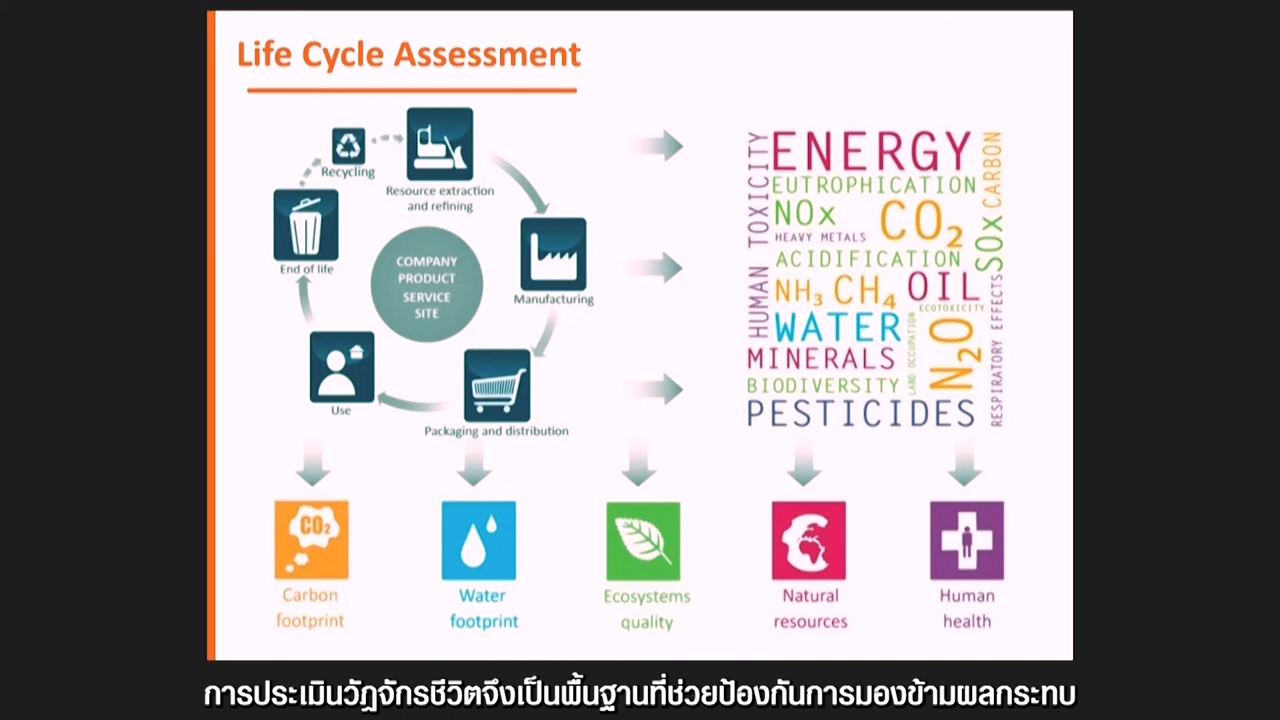 Life Cycle Assessment
Recycling
Resource extraction
and refining
End of life
COMPANY
PRODUCT
SERVICE
SITE
Manufacturing
Use
Packaging and distribution
HUMAN TOXICITY
ENERGY
CARBON
EUTROPHICATION
NOx
CO₂
SOx
HEAVY METALS
ACIDIFICATION
NH₃
CH₄
OIL
ECOTOXICITY
WATER
LAND OCCUPATION
N₂O
RESPIRATORY EFFECTS
MINERALS
BIODIVERSITY
PESTICIDES
CO₂
Carbon
footprint
Water
footprint
Ecosystems
quality
Natural
resources
Human
health
การประเมินวัฏจักรชีวิตจึงเป็นพื้นฐานที่ช่วยป้องกันการมองข้ามผลกระทบ